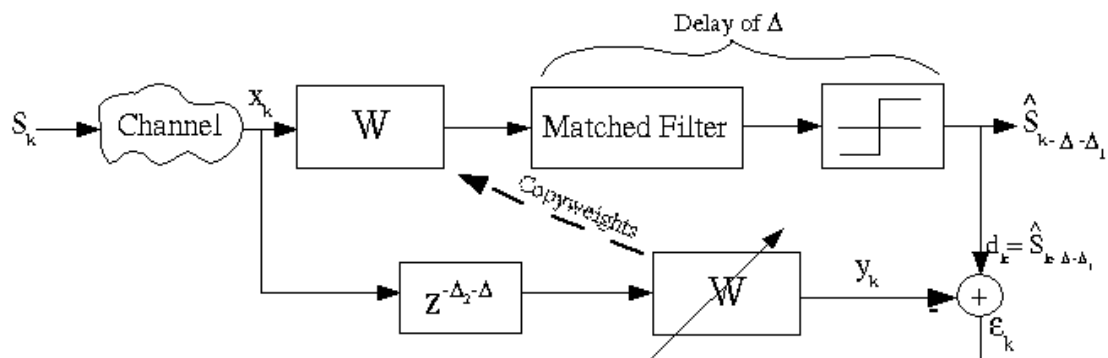 Delay of Δ
S_k
Channel
x_k
W
Matched Filter
Ŝ_{k-Δ-Δ_1}
Copyweights
d_k = Ŝ_{k-Δ-Δ_1}
z^{-Δ_2-Δ}
W
y_k
+
-
ε_k